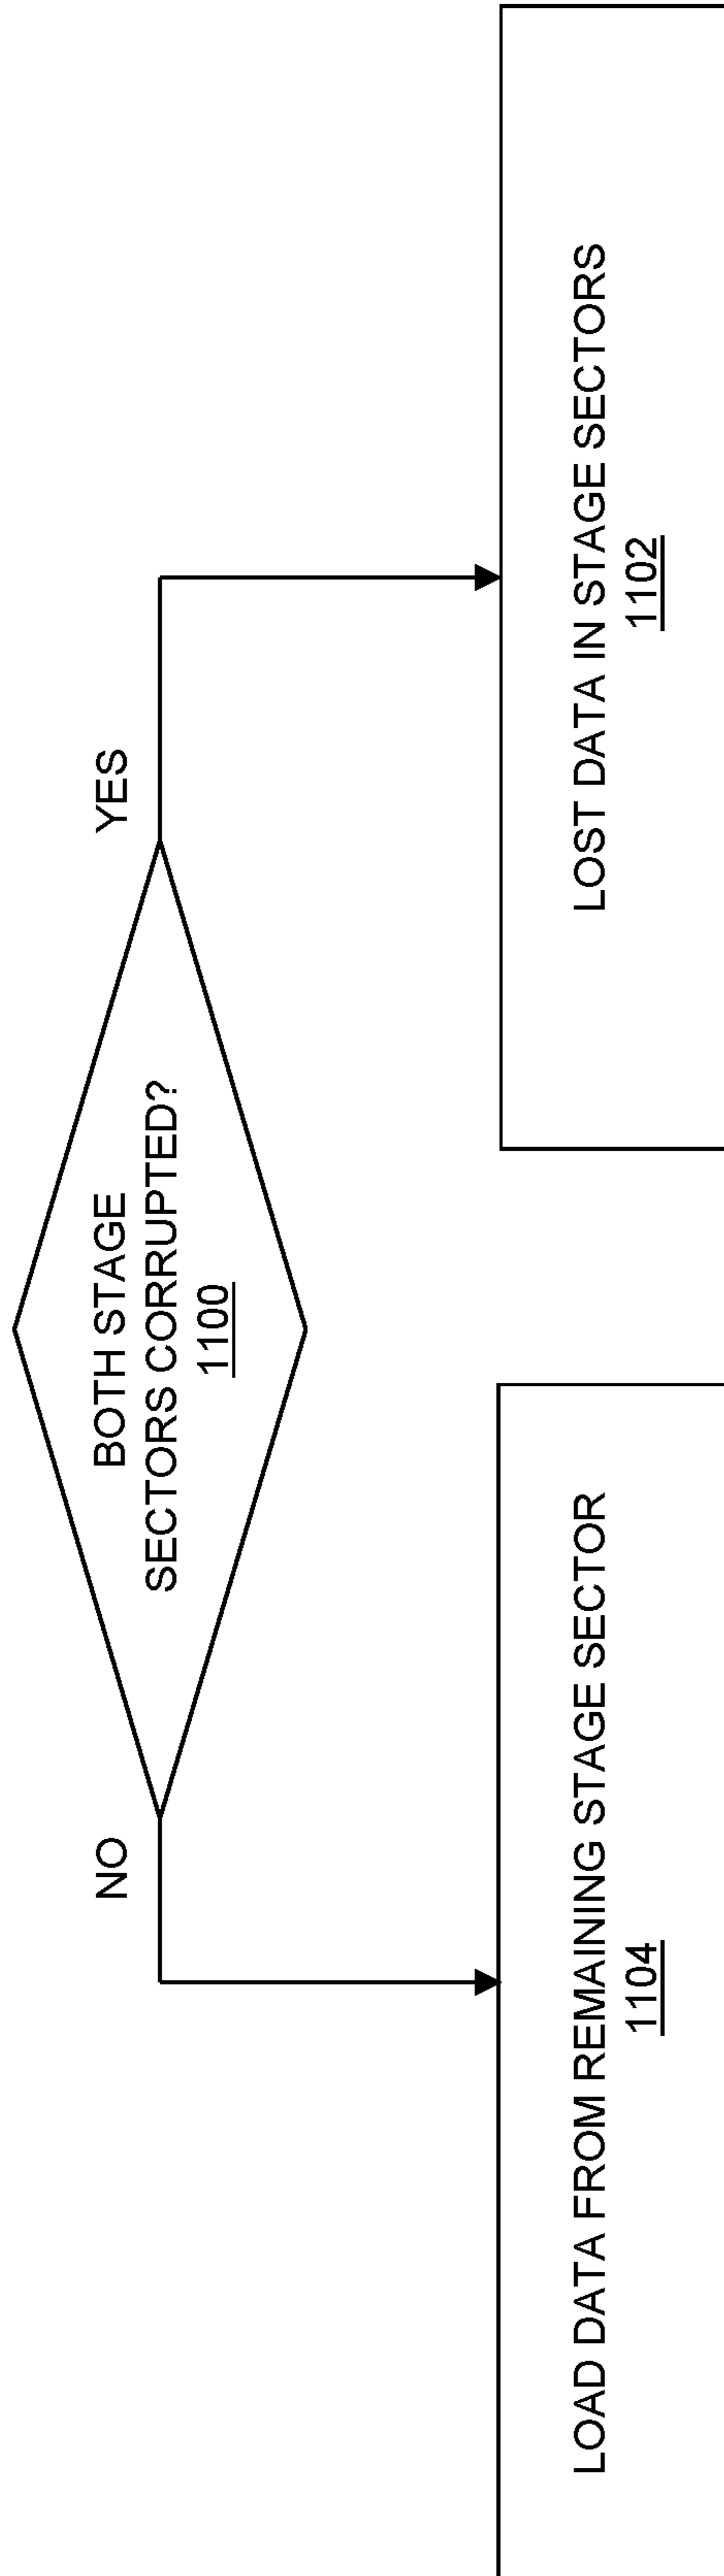 BOTH STAGE
SECTORS CORRUPTED?
1100
NO
YES
LOAD DATA FROM REMAINING STAGE SECTOR
1104
LOST DATA IN STAGE SECTORS
1102